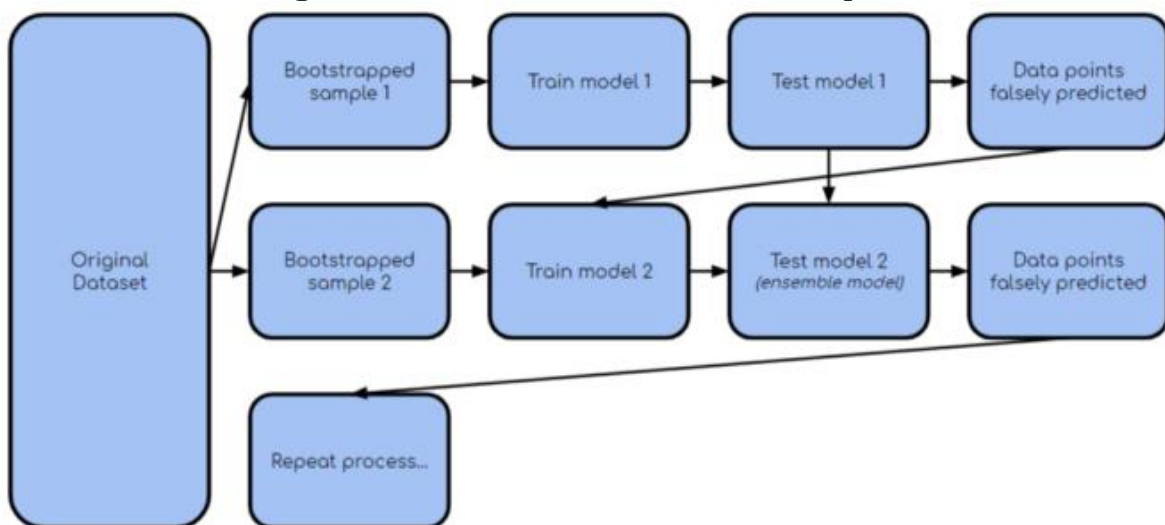 Original
Dataset
Bootstrapped
sample 1
Train model 1
Test model 1
Data points
falsely predicted
Bootstrapped
sample 2
Train model 2
Test model 2
(ensemble model)
Data points
falsely predicted
Repeat process...